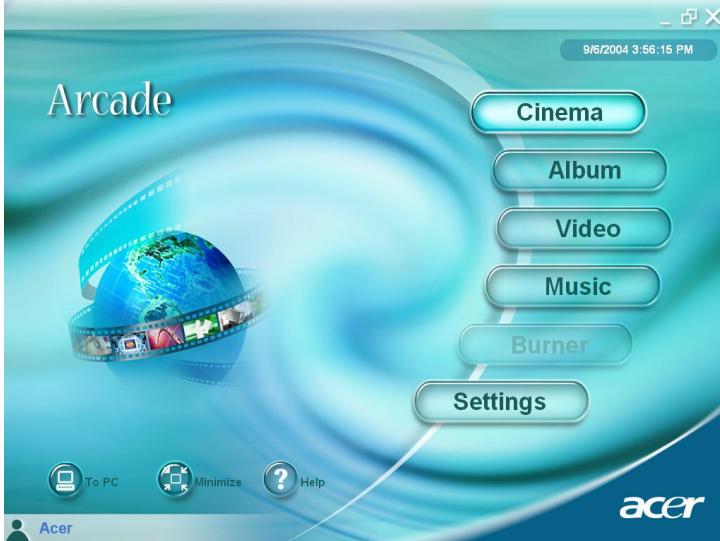 9/6/2004 3:56:15 PM
Arcade
Cinema
Album
Video
Music
Burner
Settings
To PC
Minimize
Help
acer
Acer